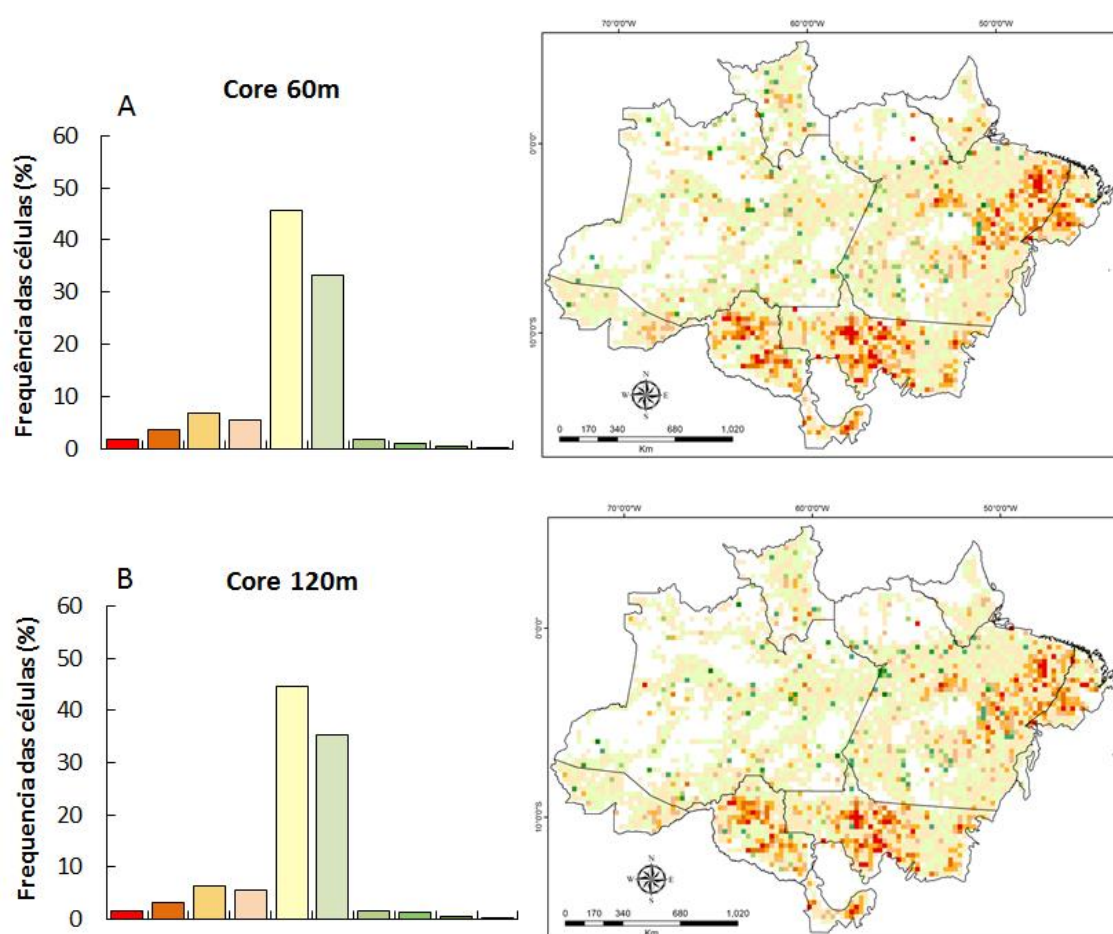 A
Core 60m
Frequência das células (%)
60
50
40
30
20
10
0
70°0'0"W
60°0'0"W
50°0'0"W
0°0'0"
10°0'0"S
N
W
E
S
0 170 340 680 1,020
Km
B
Core 120m
Frequencia das células (%)
60
50
40
30
20
10
0
70°0'0"W
60°0'0"W
50°0'0"W
0°0'0"
10°0'0"S
N
W
E
S
0 170 340 680 1,020
Km